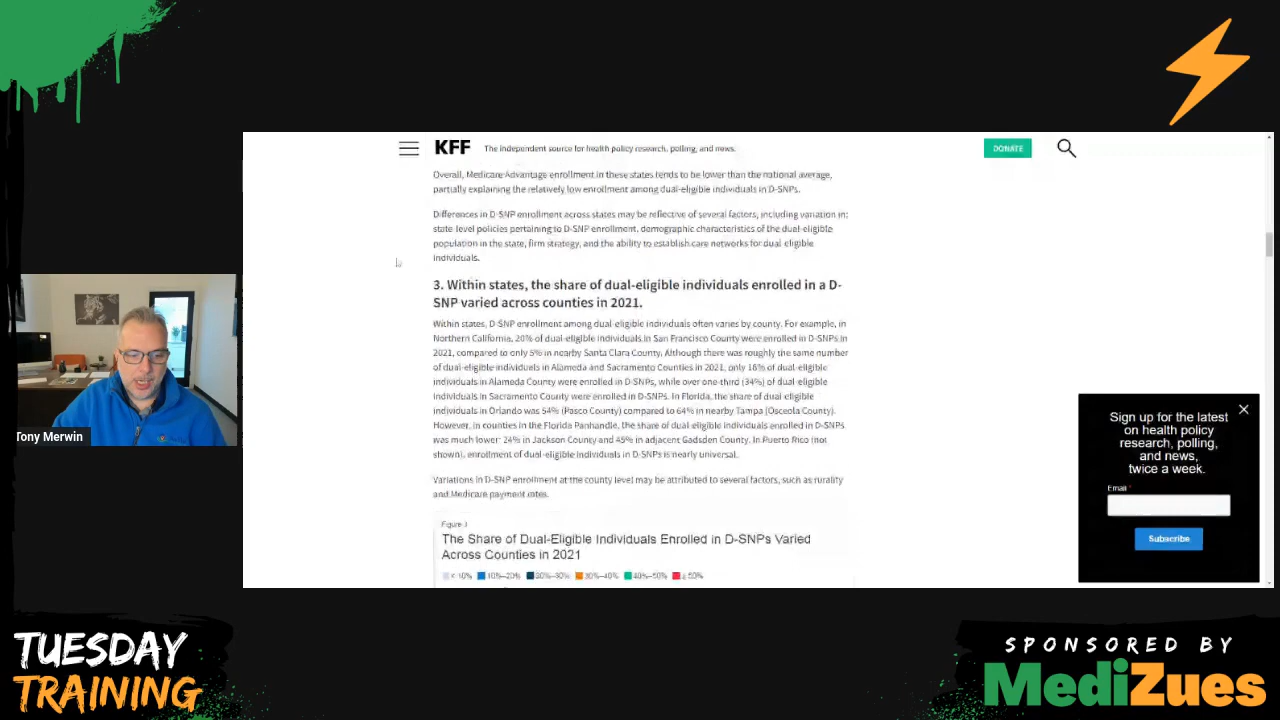 KFF The independent source for health policy research, polling, and news.
DONATE
Overall, Medicare Advantage enrollment in these states tends to be lower than the national average,
partially explaining the relatively low enrollment among dual-eligible individuals in D-SNPs.
Differences in D-SNP enrollment across states may be reflective of several factors, including variation in:
state-level policies pertaining to D-SNP enrollment, demographic characteristics of the dual-eligible
population in the state, firm strategy, and the ability to establish care networks for dual eligible
individuals.
3. Within states, the share of dual-eligible individuals enrolled in a D-
SNP varied across counties in 2021.
Within states, D-SNP enrollment among dual-eligible individuals often varies by county. For example, in
Northern California, 20% of dual-eligible individuals in San Francisco County were enrolled in D-SNPs in
2021, compared to only 5% in nearby Santa Clara County. Although there was roughly the same number
of dual-eligible individuals in Alameda and Sacramento Counties in 2021, only 16% of dual-eligible
individuals in Alameda County were enrolled in D-SNPs, while over one-third (34%) of dual eligible
individuals in Sacramento County were enrolled in D-SNPs. In Florida, the share of dual-eligible
individuals in Orlando was 54% (Pasco County) compared to 64% in nearby Tampa (Osceola County).
However, in counties in the Florida Panhandle, the share of dual-eligible individuals enrolled in D-SNPs
was much lower: 24% in Jackson County and 45% in adjacent Gadsden County. In Puerto Rico (not
shown), enrollment of dual-eligible individuals in D-SNPs is nearly universal.
Variations in D-SNP enrollment at the county level may be attributed to several factors, such as rurality
and Medicare payment rates.
Figure 3
The Share of Dual-Eligible Individuals Enrolled in D-SNPs Varied
Across Counties in 2021
< 10% 10%–20% 20%–30% 30%–40% 40%–50% ≥ 50%
Sign up for the latest
on health policy
research, polling,
and news,
twice a week.
Email *
Subscribe
Tony Merwin
TUESDAY
TRAINING
SPONSORED BY
MediZues